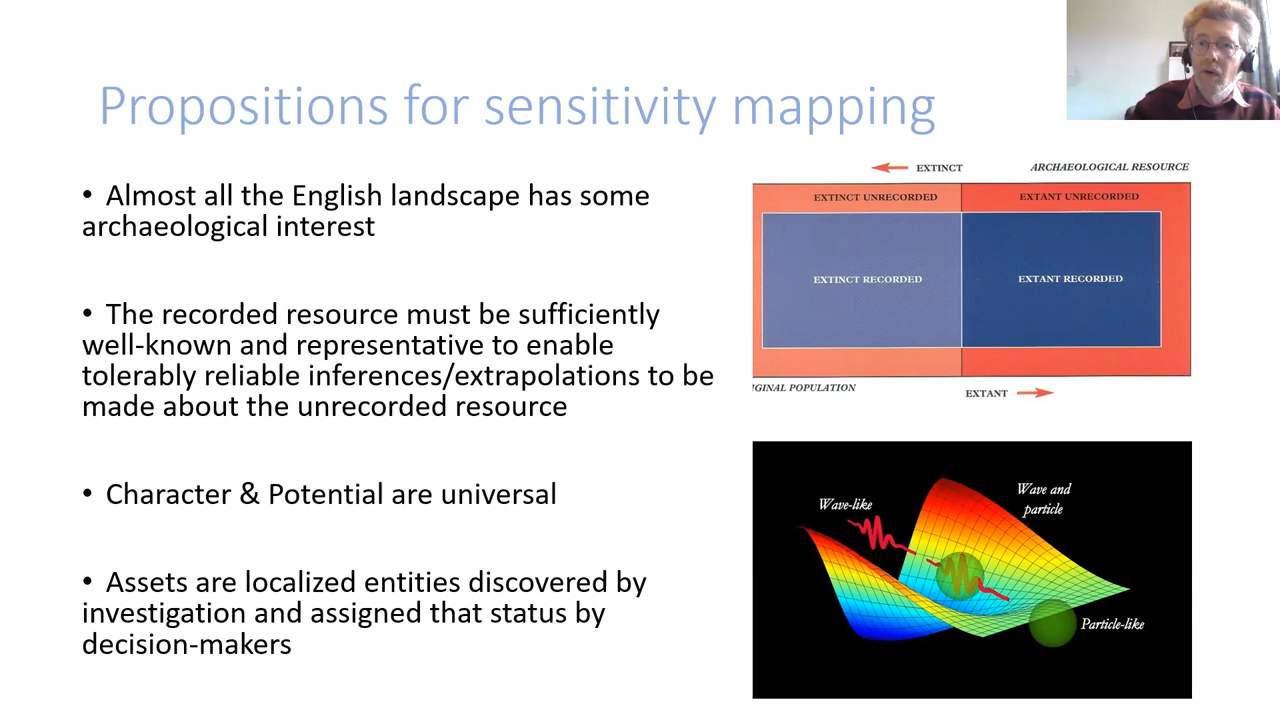 Propositions for sensitivity mapping
• Almost all the English landscape has some
archaeological interest
• The recorded resource must be sufficiently
well-known and representative to enable
tolerably reliable inferences/extrapolations to be
made about the unrecorded resource
• Character & Potential are universal
• Assets are localized entities discovered by
investigation and assigned that status by
decision-makers
EXTINCT
ARCHAEOLOGICAL RESOURCE
EXTINCT UNRECORDED
EXTANT UNRECORDED
EXTINCT RECORDED
EXTANT RECORDED
IGINAL POPULATION
EXTANT
Wave-like
Wave and
particle
Particle-like